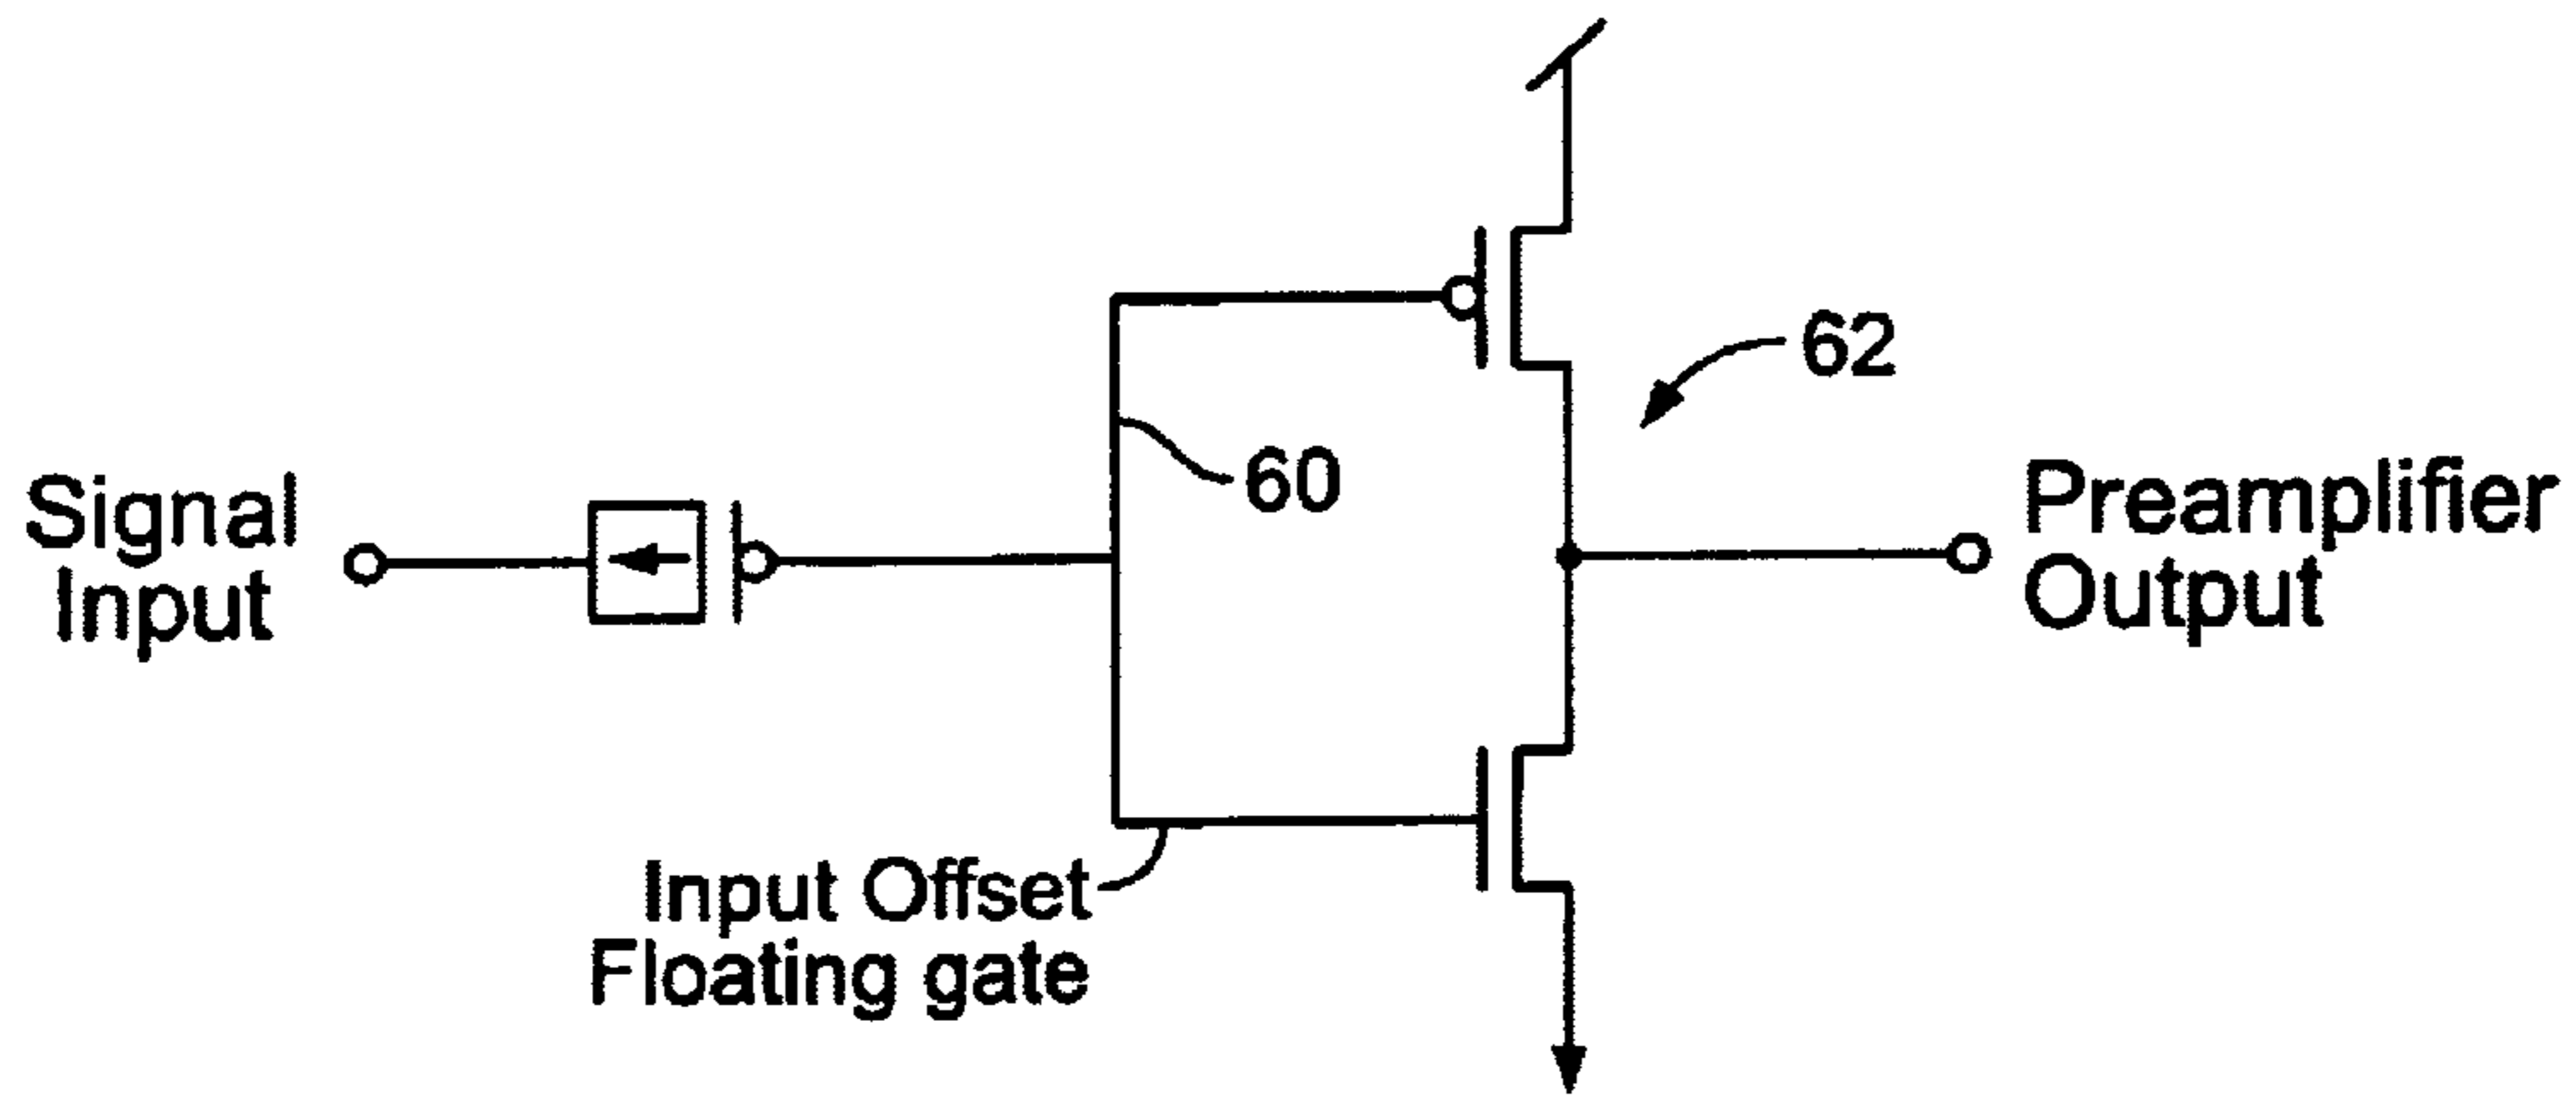 62
60
Signal
Input
Preamplifier
Output
Input Offset
Floating gate